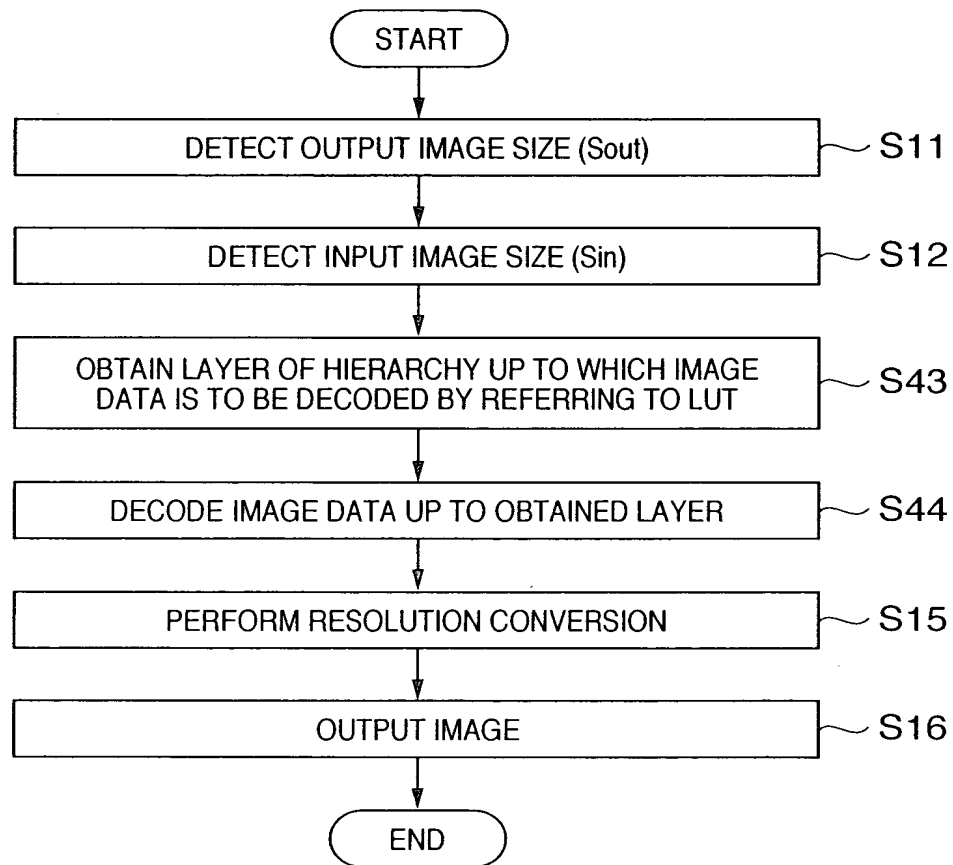 START
DETECT OUTPUT IMAGE SIZE (Sout)
S11
DETECT INPUT IMAGE SIZE (Sin)
S12
OBTAIN LAYER OF HIERARCHY UP TO WHICH IMAGE
DATA IS TO BE DECODED BY REFERRING TO LUT
S43
DECODE IMAGE DATA UP TO OBTAINED LAYER
S44
PERFORM RESOLUTION CONVERSION
S15
OUTPUT IMAGE
S16
END